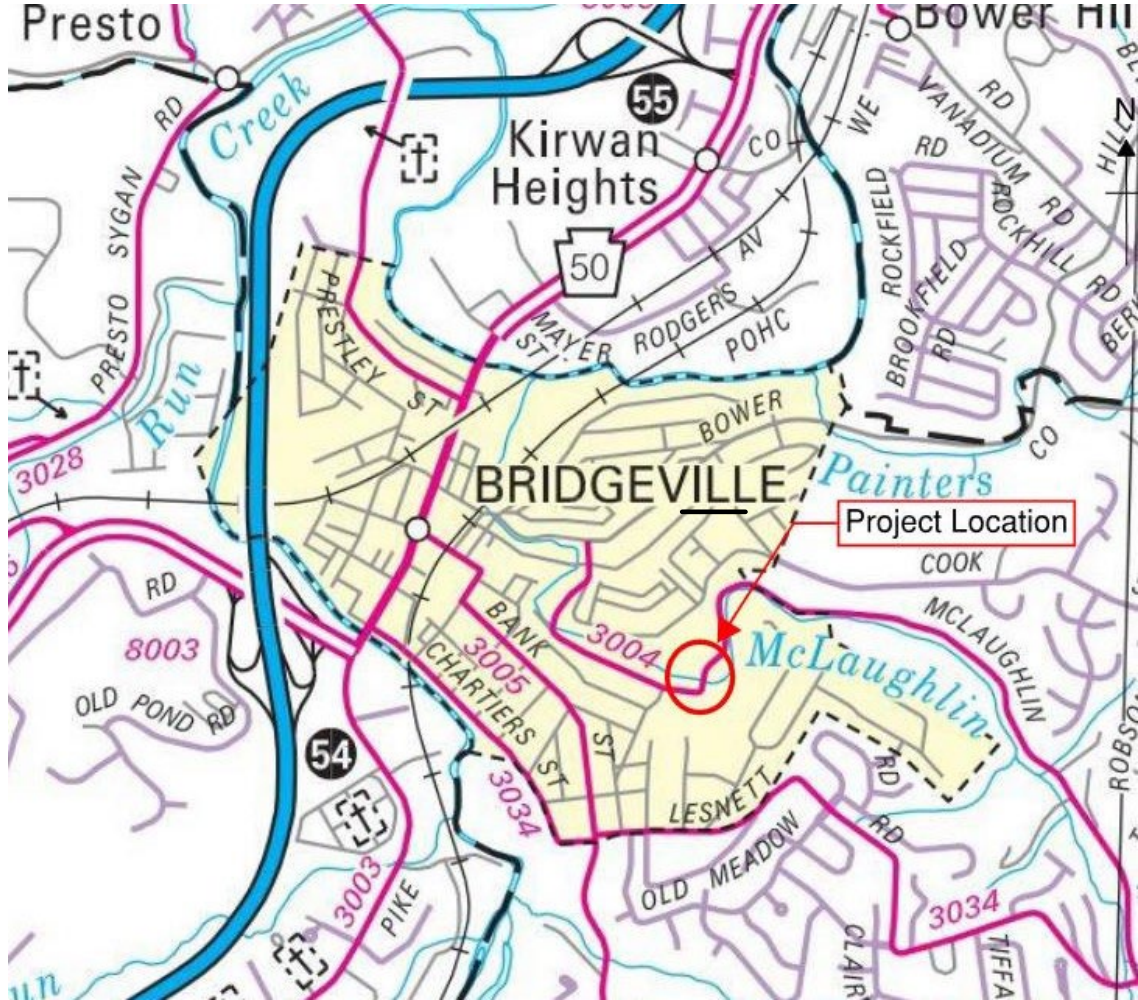 Presto
Bower Hil
Creek
RD
55
Kirwan
Heights
CO
WE
VANADIUM
RD
RD
RD
HILL
N
PRESTO SYGAN
50
AV
ROCKFIELD
ROCKHILL
RD
BROOKFIELD
RD
PRESTLEY
ST
MAYER
ST
RODGERS
POHC
Run
3028
BOWER
CO
BRIDGEVILLE
Painters
Project Location
COOK
RD
8003
OLD POND RD
BANK
ST
3005
CHARTIERS
ST
3004
McLaughlin
MCLAUGHLIN
54
3034
LESNETT
RD
RD
OLD MEADOW
3003
PIKE
3034
CLAIR
TIFFA
un